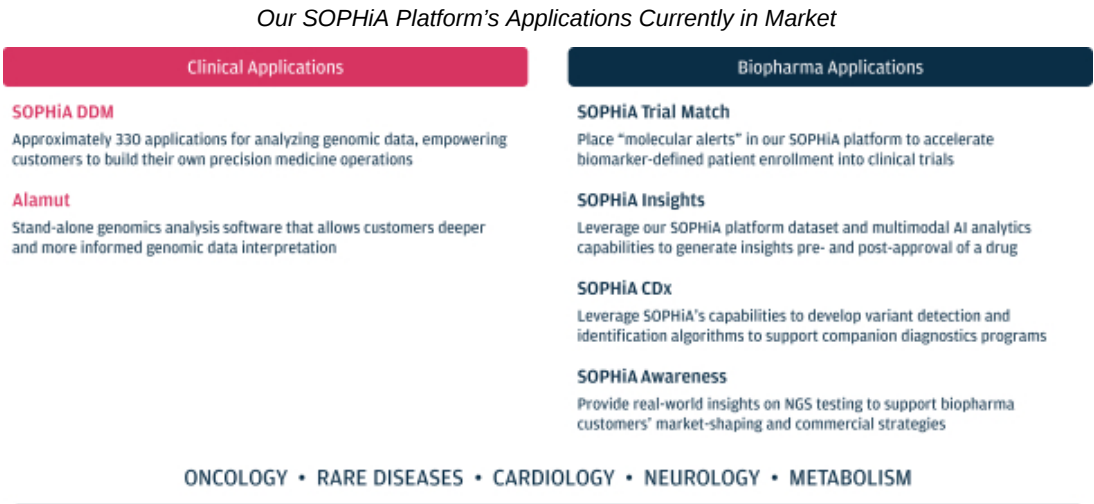 Our SOPHiA Platform's Applications Currently in Market
Clinical Applications
SOPHiA DDM
Approximately 330 applications for analyzing genomic data, empowering
customers to build their own precision medicine operations
Alamut
Stand-alone genomics analysis software that allows customers deeper
and more informed genomic data interpretation
Biopharma Applications
SOPHiA Trial Match
Place “molecular alerts” in our SOPHiA platform to accelerate
biomarker-defined patient enrollment into clinical trials
SOPHiA Insights
Leverage our SOPHiA platform dataset and multimodal AI analytics
capabilities to generate insights pre- and post-approval of a drug
SOPHiA CDx
Leverage SOPHiA's capabilities to develop variant detection and
identification algorithms to support companion diagnostics programs
SOPHiA Awareness
Provide real-world insights on NGS testing to support biopharma
customers' market-shaping and commercial strategies
ONCOLOGY • RARE DISEASES • CARDIOLOGY • NEUROLOGY • METABOLISM